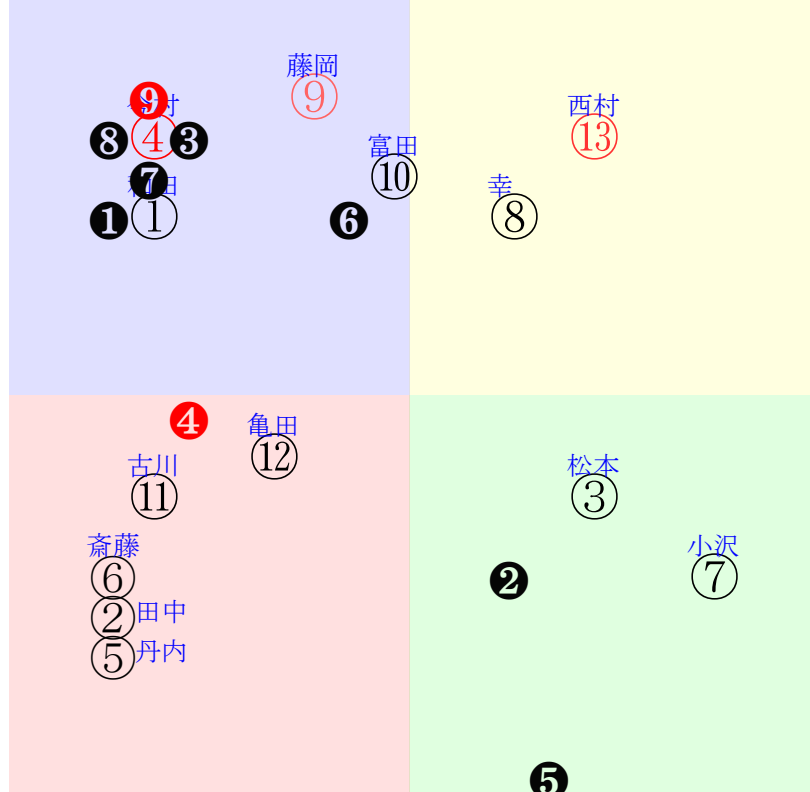 藤岡
⑨
❾
村
西村
❽
④
❸
⑬
富田
⑩
❼
田
幸
❶
①
❻
⑧
❹
亀田
⑫
古川
⑪
松本
③
斎藤
⑥
小沢
⑦
❷
②田中
⑤丹内
❺